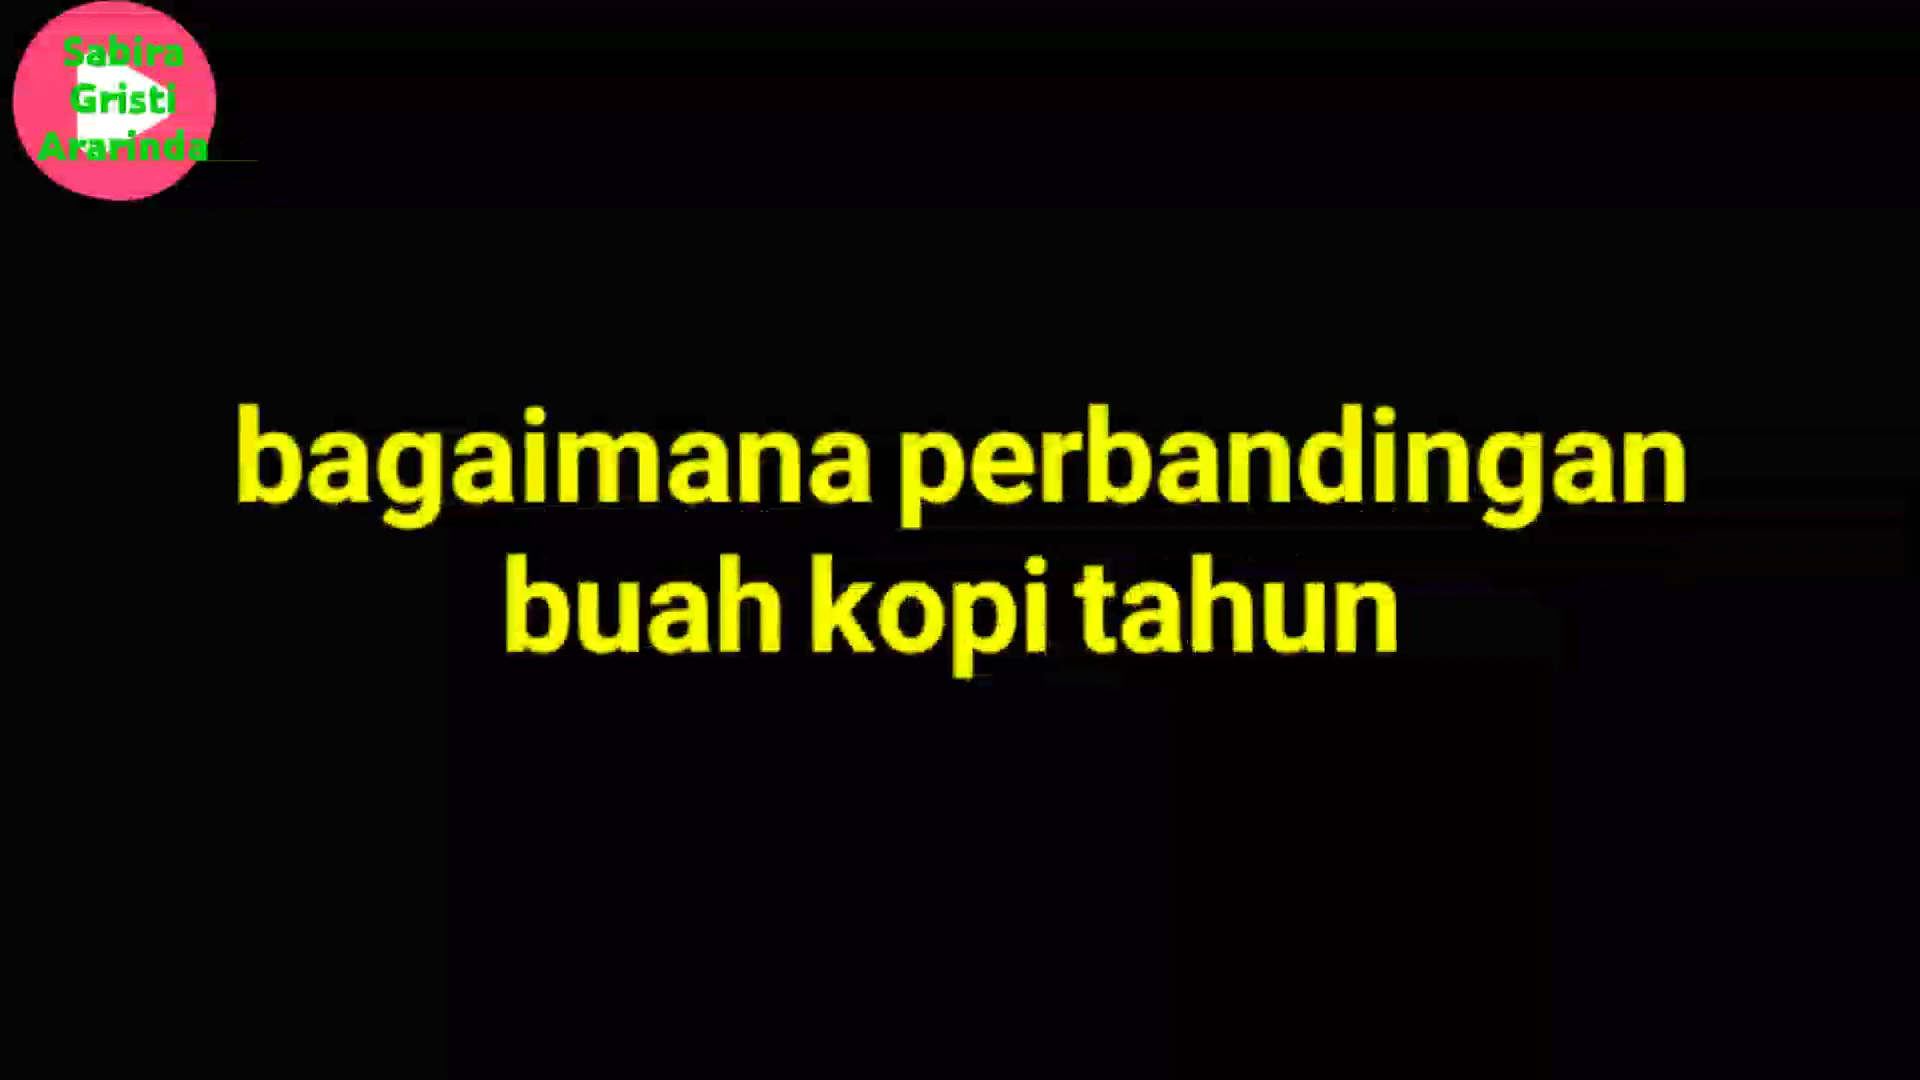 Sabira
Gristi
Ararinda
bagaimana perbandingan
buah kopi tahun